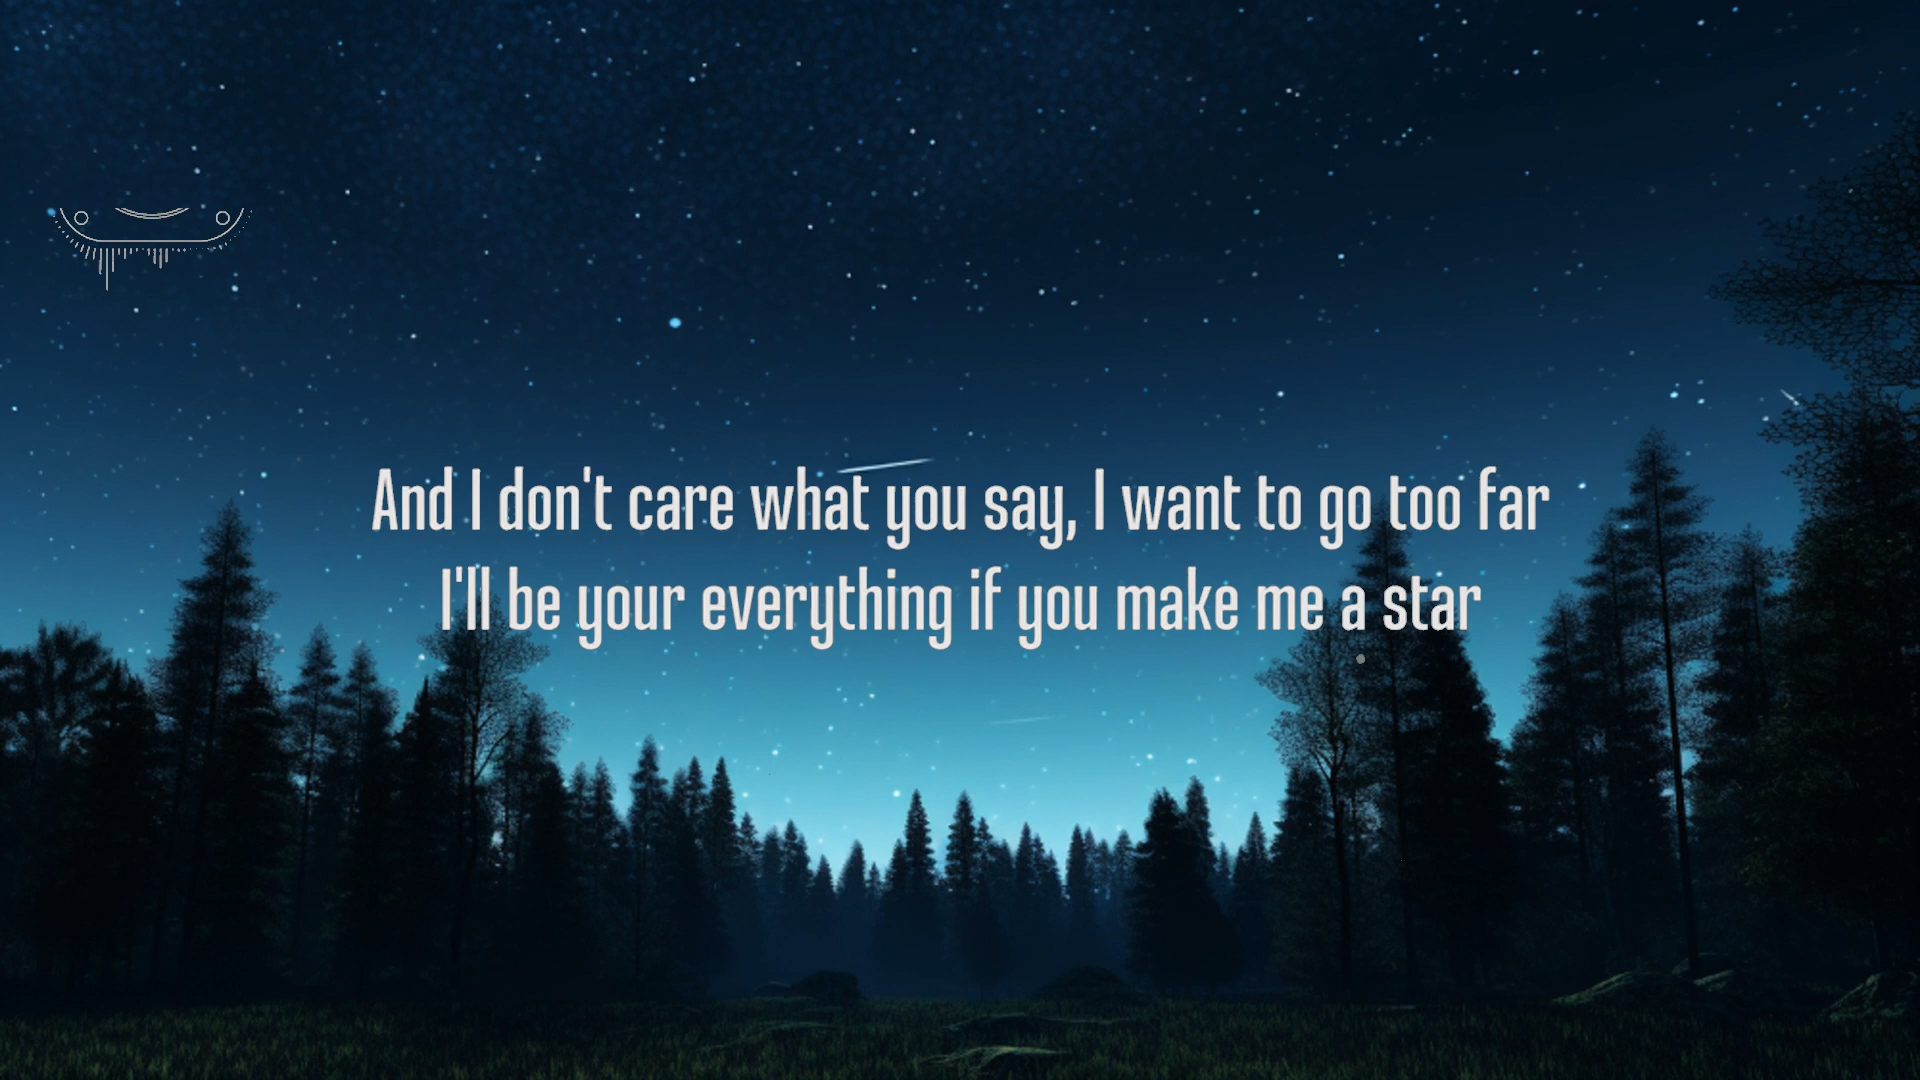 And I don't care what you say, I want to go too far
I'll be your everything if you make me a star